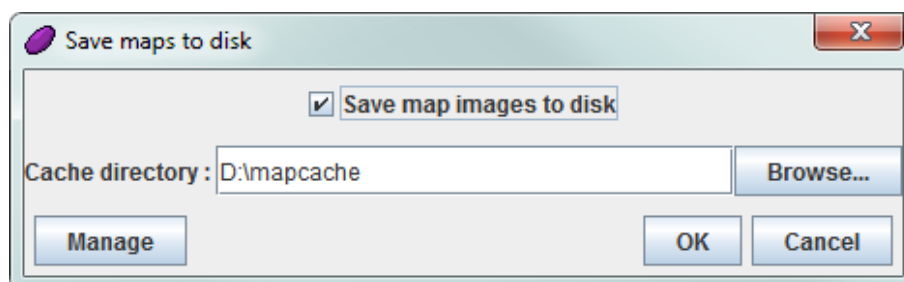 Save maps to disk
Save map images to disk
Cache directory : D:\mapcache Browse...
Manage OK Cancel